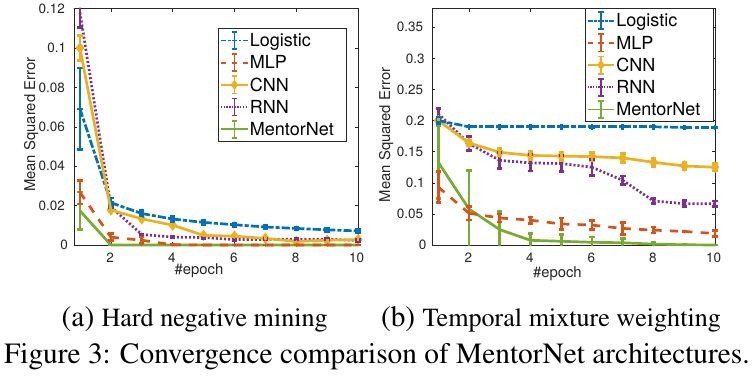 0.12
0.1
0.08
0.06
0.04
0.02
0
Mean Squared Error
2 4 6 8 10
#epoch
Logistic
MLP
CNN
RNN
MentorNet
0.35
0.3
0.25
0.2
0.15
0.1
0.05
0
Mean Squared Error
2 4 6 8 10
#epoch
Logistic
MLP
CNN
RNN
MentorNet
(a) Hard negative mining (b) Temporal mixture weighting
Figure 3: Convergence comparison of MentorNet architectures.